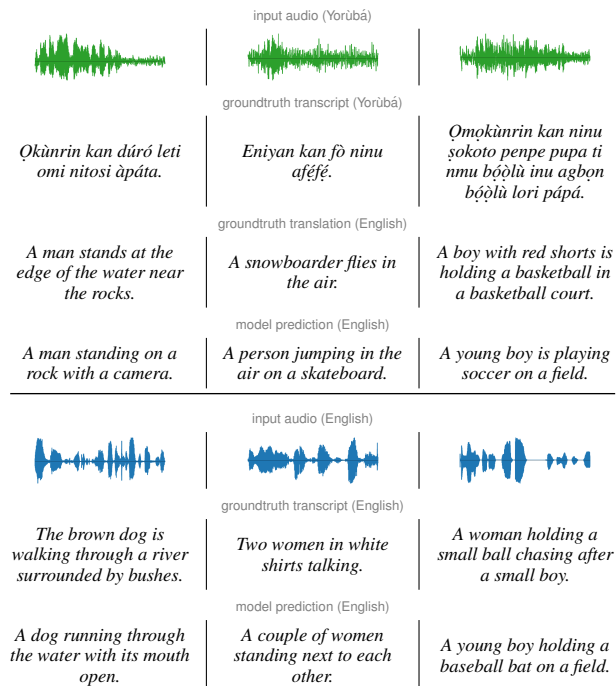 input audio (Yorùbá)
groundtruth transcript (Yorùbá)
Ọkùnrin kan dúró leti
omi nitosi àpáta.
Eniyan kan fò ninu
afẹ́fẹ́.
Ọmọkùnrin kan ninu
ṣokoto penpe pupa ti
nmu bọ́ọ̀lù inu agbọn
bọ́ọ̀lù lori pápá.
groundtruth translation (English)
A man stands at the
edge of the water near
the rocks.
A snowboarder flies in
the air.
A boy with red shorts is
holding a basketball in
a basketball court.
model prediction (English)
A man standing on a
rock with a camera.
A person jumping in the
air on a skateboard.
A young boy is playing
soccer on a field.
input audio (English)
groundtruth transcript (English)
The brown dog is
walking through a river
surrounded by bushes.
Two women in white
shirts talking.
A woman holding a
small ball chasing after
a small boy.
model prediction (English)
A dog running through
the water with its mouth
open.
A couple of women
standing next to each
other.
A young boy holding a
baseball bat on a field.